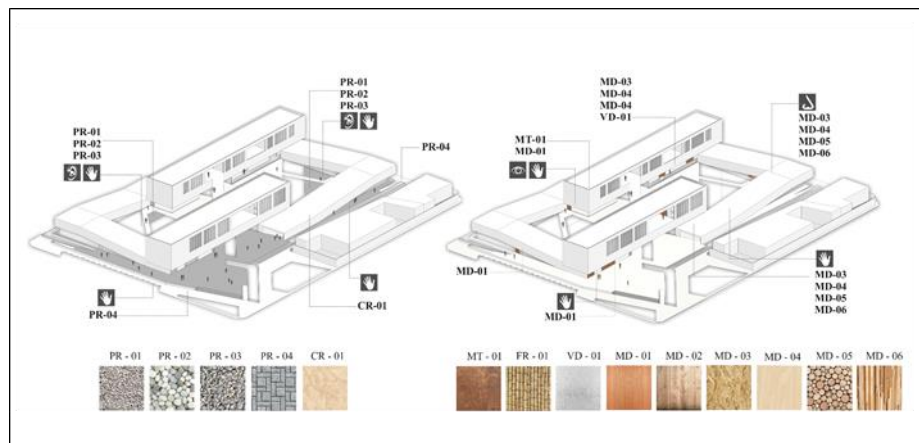 PR-01
PR-02
PR-03
PR-01
PR-02
PR-03
PR-04
PR-04
CR-01
MD-03
MD-04
MD-04
VD-01
MT-01
MD-01
MD-03
MD-04
MD-05
MD-06
MD-01
MD-01
MD-03
MD-04
MD-05
MD-06
PR - 01 PR - 02 PR - 03 PR - 04 CR - 01
MT - 01 FR - 01 VD - 01 MD - 01 MD - 02 MD - 03 MD - 04 MD - 05 MD - 06